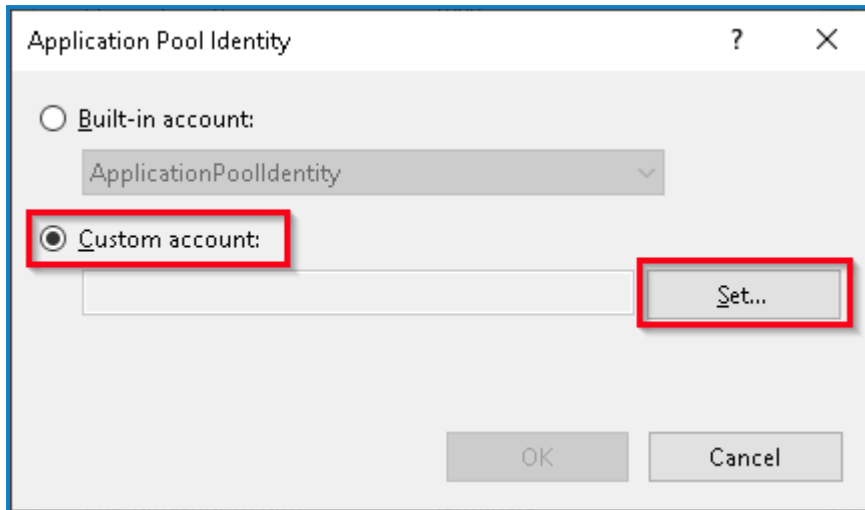 Application Pool Identity ? ×
Built-in account:
ApplicationPoolIdentity
Custom account:
Set...
OK Cancel